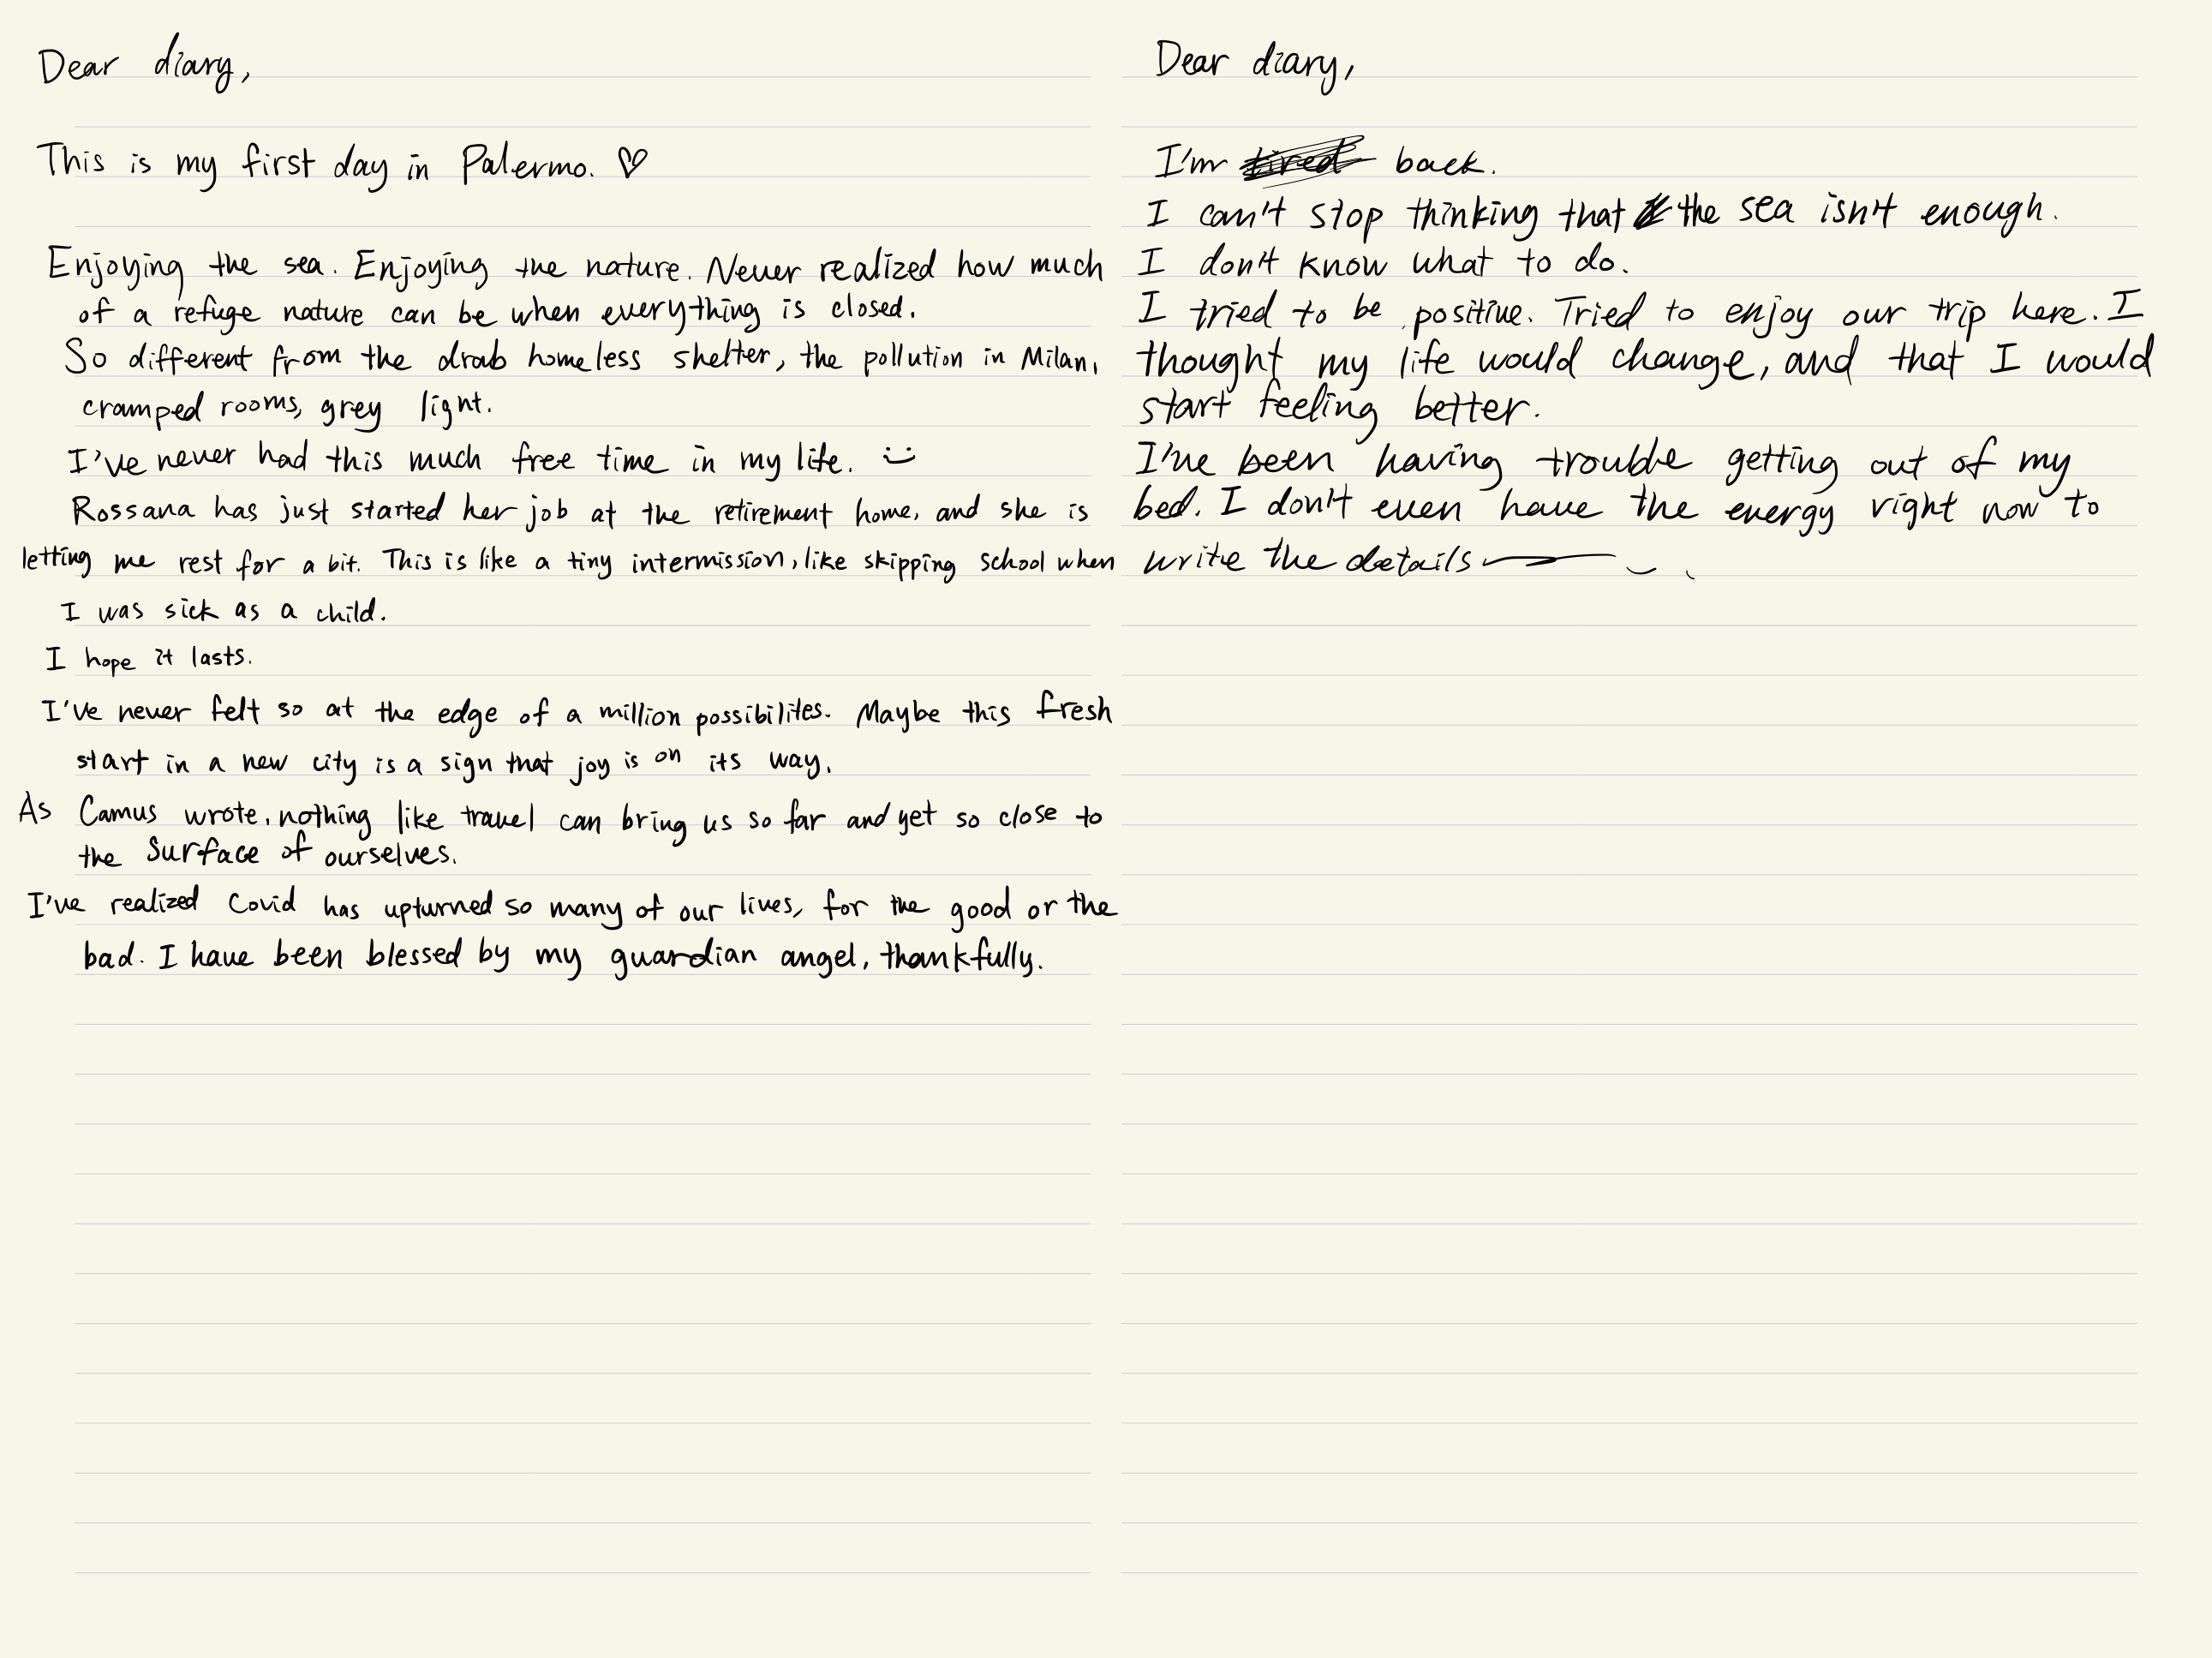 Dear diary,
This is my first day in Palermo. ♡
Enjoying the sea. Enjoying the nature. Never realized how much
of a refuge nature can be when everything is closed.
So different from the drab homeless shelter, the pollution in Milan,
cramped rooms, grey light.
I've never had this much free time in my life. :)
Rossana has just started her job at the retirement home, and she is
letting me rest for a bit. This is like a tiny intermission, like skipping school when
I was sick as a child.
I hope it lasts.
I've never felt so at the edge of a million possibilites. Maybe this fresh
start in a new city is a sign that joy is on its way.
As Camus wrote, nothing like travel can bring us so far and yet so close to
the surface of ourselves.
I've realized Covid has upturned so many of our lives, for the good or the
bad. I have been blessed by my guardian angel, thankfully.
Dear diary,
I'm tired back.
I can't stop thinking that the sea isn't enough.
I don't know what to do.
I tried to be positive. Tried to enjoy our trip here. I
thought my life would change, and that I would
start feeling better.
I've been having trouble getting out of my
bed. I don't even have the energy right now to
write the details